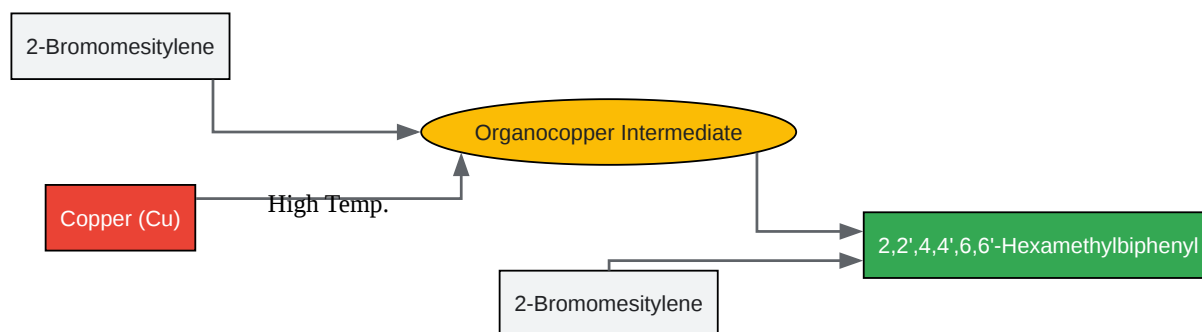 2-Bromomesitylene
Organocopper Intermediate
Copper (Cu)
High Temp.
2,2',4,4',6,6'-Hexamethylbiphenyl
2-Bromomesitylene